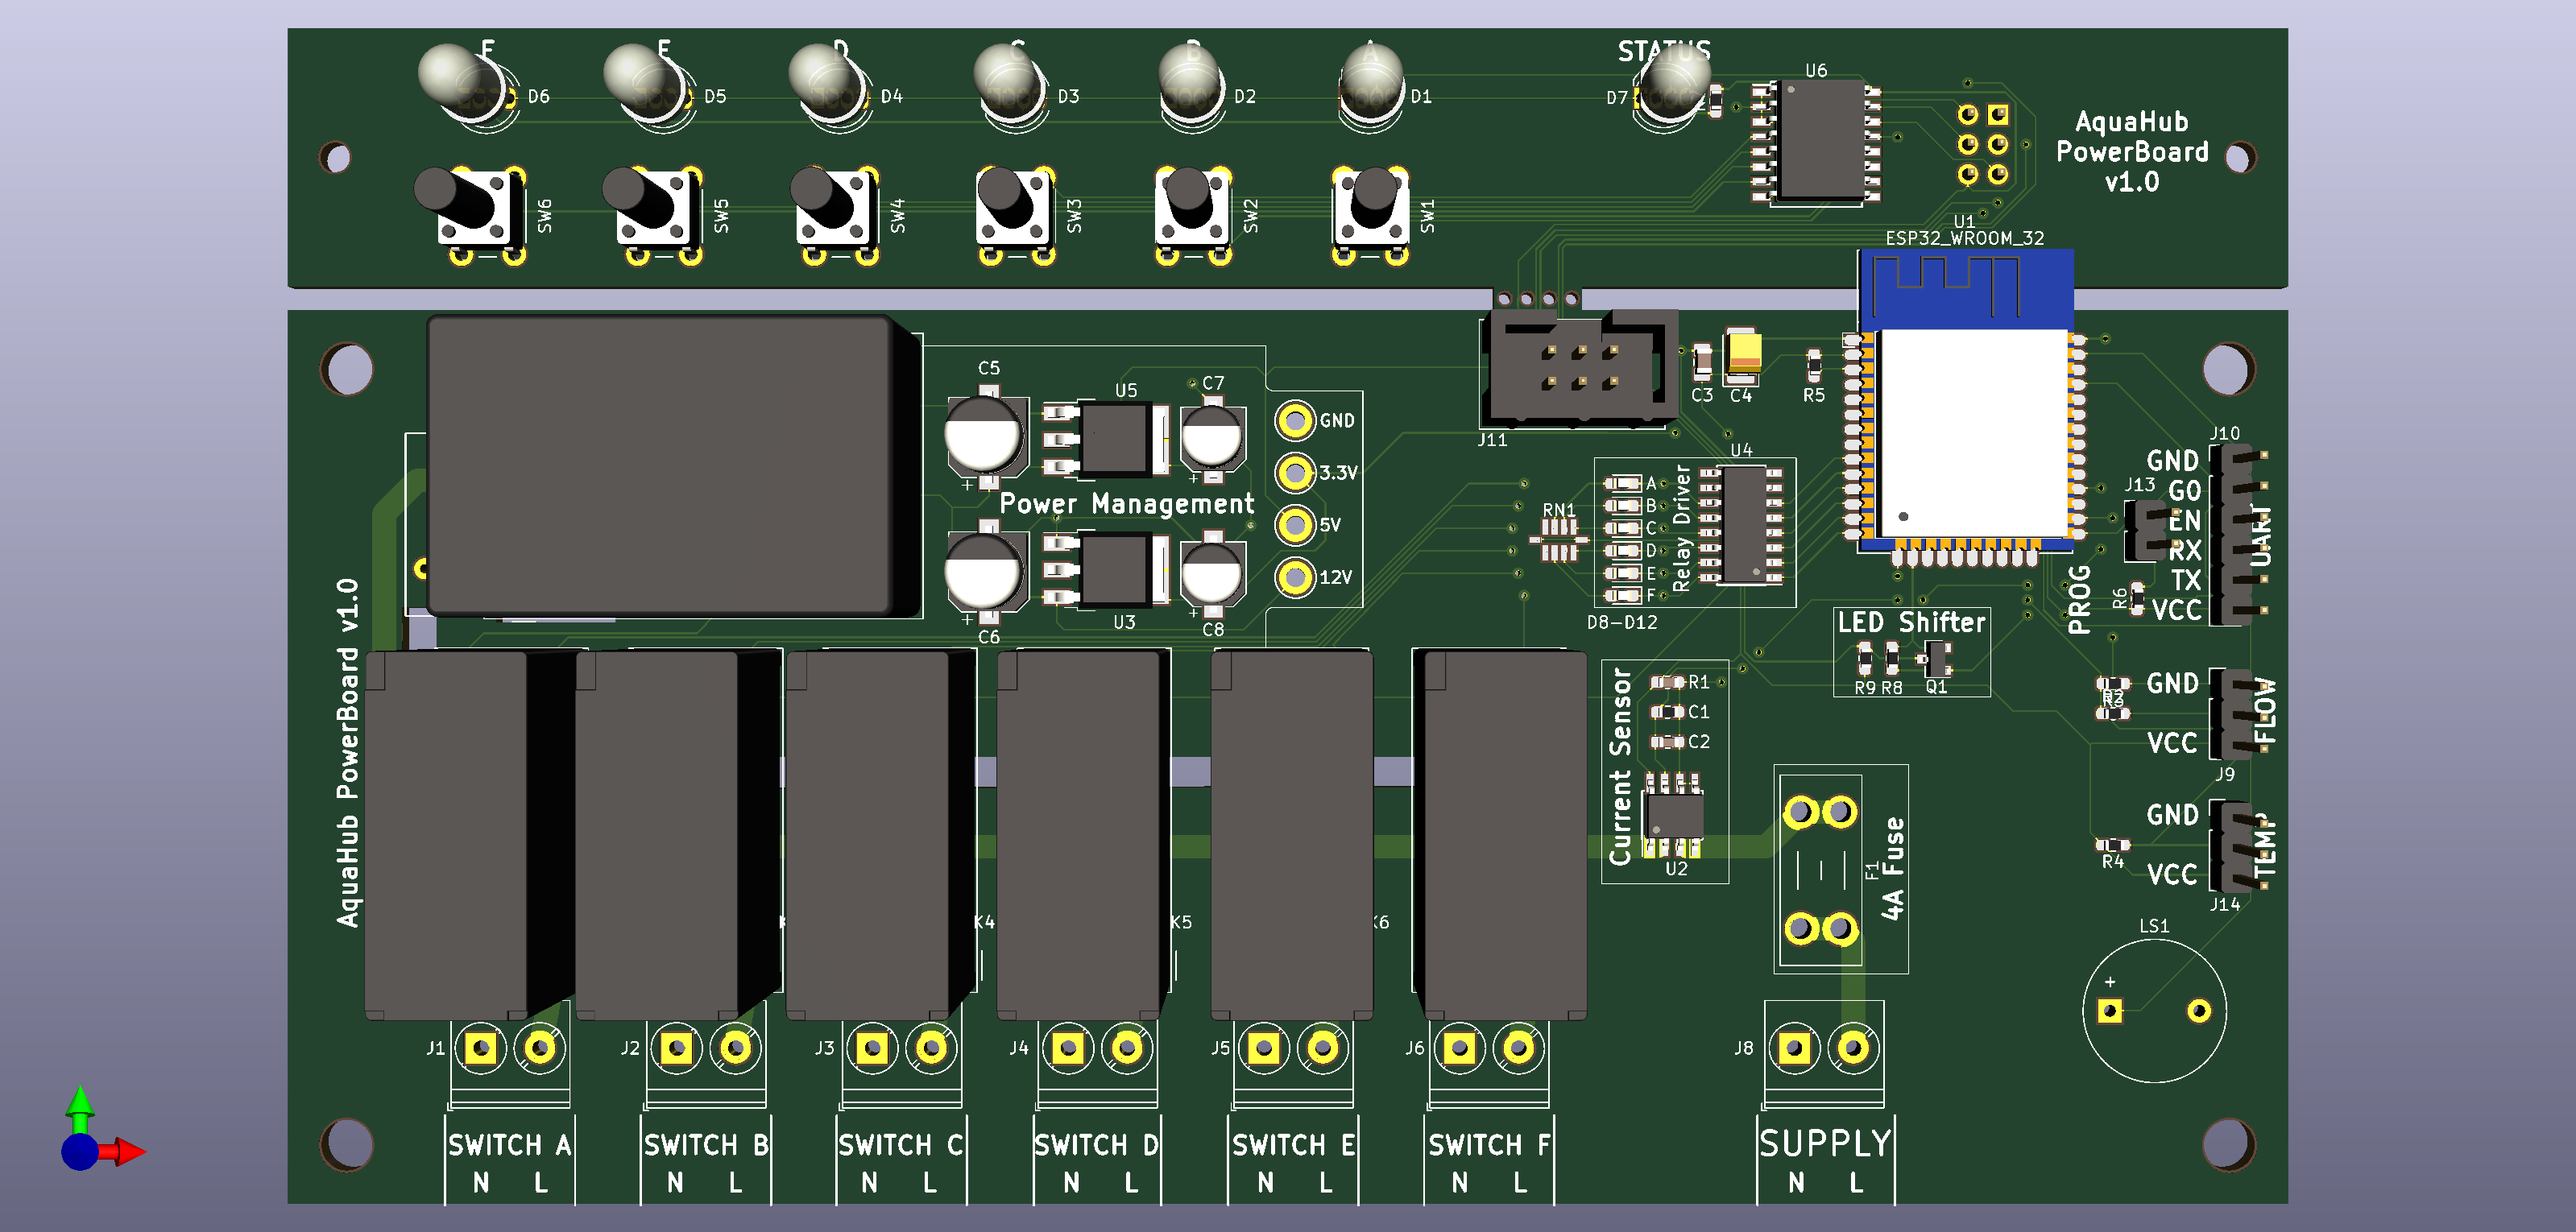 F E D C B A STATUS
U6
D6 D5 D4 D3 D2 D1 D7
AquaHub
PowerBoard
v1.0
SW6 SW5 SW4 SW3 SW2 SW1
U1
ESP32_WROOM_32
C5 U5 C7
GND
3.3V
5V
12V
Power Management
C6 U3 C8
J11
C3 C4 R5
U4
RN1
A
B
C
D
E
F
Relay Driver
D8-D12
J10
GND
G0
EN
RX
TX
VCC
UART
J13
R6
PROG
LED Shifter
R9 R8 Q1
AquaHub PowerBoard v1.0
Current Sensor
R1
C1
C2
U2
GND
VCC
FLOW
R3
J9
GND
VCC
TEMP
R4
J14
F1
4A Fuse
LS1
+
K4 K5 K6
J1 J2 J3 J4 J5 J6 J8
SWITCH A
N L
SWITCH B
N L
SWITCH C
N L
SWITCH D
N L
SWITCH E
N L
SWITCH F
N L
SUPPLY
N L